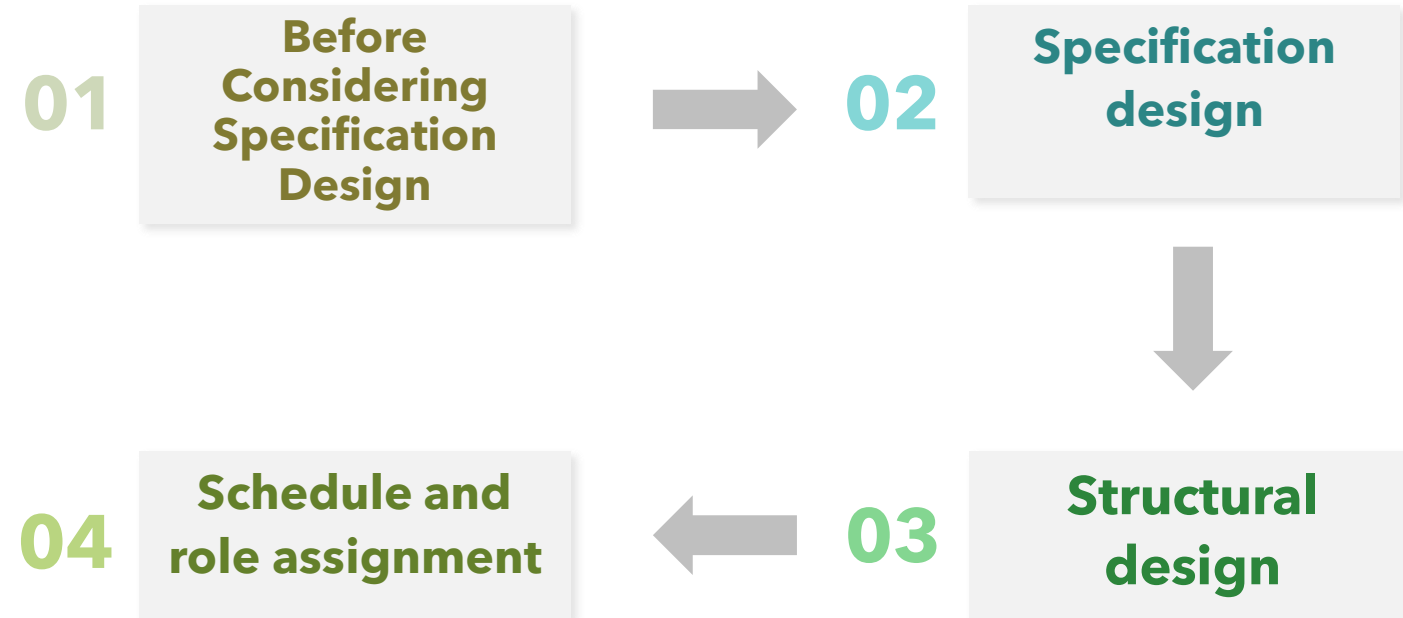 01
Before
Considering
Specification
Design
02
Specification
design
03
Structural
design
04
Schedule and
role assignment